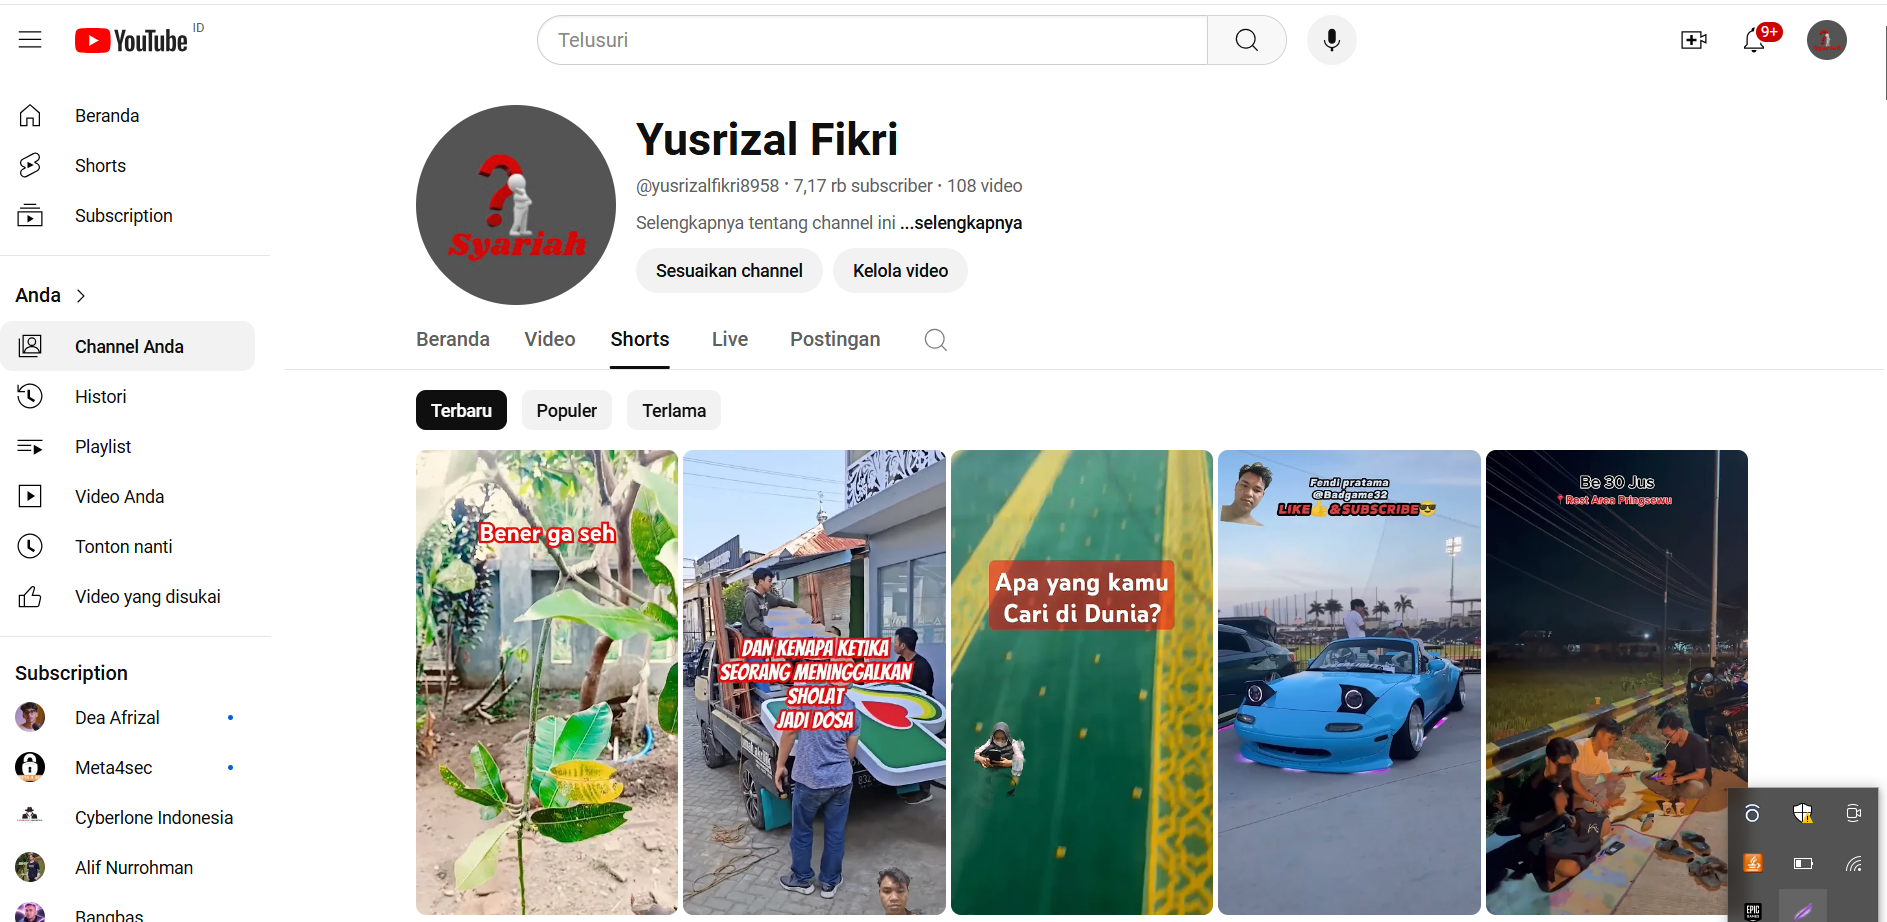 YouTube ID
Telusuri
9+
Beranda
Shorts
Subscription
Anda
Channel Anda
Histori
Playlist
Video Anda
Tonton nanti
Video yang disukai
Subscription
Dea Afrizal
Meta4sec
Cyberlone Indonesia
Alif Nurrohman
Bangbas
Syariah
Yusrizal Fikri
@yusrizalfikri8958 · 7,17 rb subscriber · 108 video
Selengkapnya tentang channel ini ...selengkapnya
Sesuaikan channel Kelola video
Beranda Video Shorts Live Postingan
Terbaru Populer Terlama
Bener ga seh
DAN KENAPA KETIKA
SEORANG MENINGGALKAN
SHOLAT
JADI DOSA
Apa yang kamu
Cari di Dunia?
Fendi pratama
@Badgame32
LIKE👍&SUBSCRIBE😎
Be 30 Jus
📍Rest Area Pringsewu
EPIC
GAMES